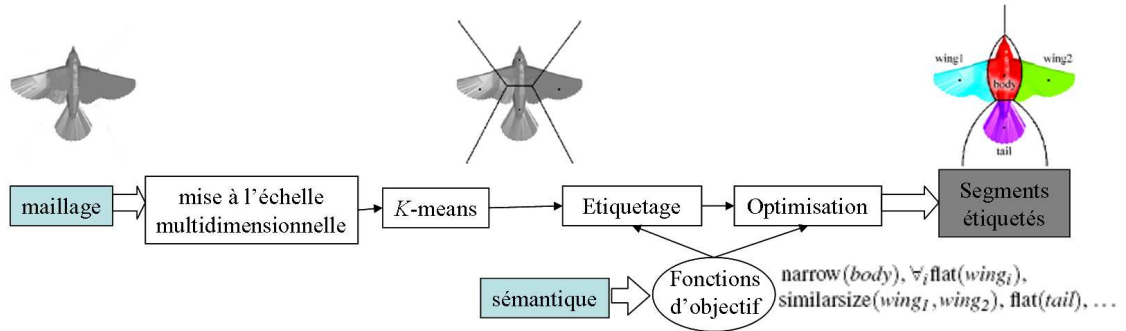 wing1
wing2
body
tail
maillage
mise à l'échelle
multidimensionnelle
K-means
Etiquetage
Optimisation
Segments
étiquetés
sémantique
Fonctions
d'objectif
narrow(body), ∀iflat(wingi),
similarsize(wing1,wing2), flat(tail), …